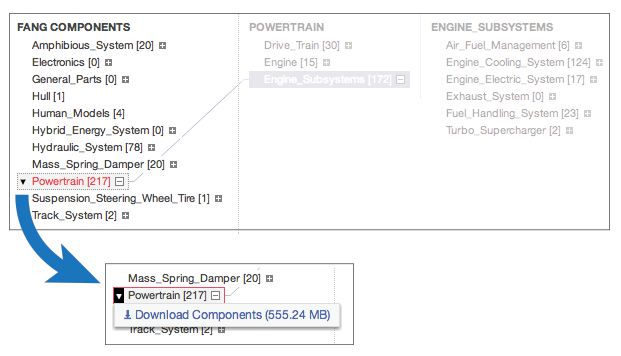 FANG COMPONENTS
Amphibious_System [20]
Electronics [0]
General_Parts [0]
Hull [1]
Human_Models [4]
Hybrid_Energy_System [0]
Hydraulic_System [78]
Mass_Spring_Damper [20]
Powertrain [217]
Suspension_Steering_Wheel_Tire [1]
Track_System [2]
POWERTRAIN
Drive_Train [30]
Engine [15]
Engine_Subsystems [172]
ENGINE_SUBSYSTEMS
Air_Fuel_Management [6]
Engine_Cooling_System [124]
Engine_Electric_System [17]
Exhaust_System [0]
Fuel_Handling_System [23]
Turbo_Supercharger [2]
Mass_Spring_Damper [20]
Powertrain [217]
Download Components (555.24 MB)
Track_System [2]